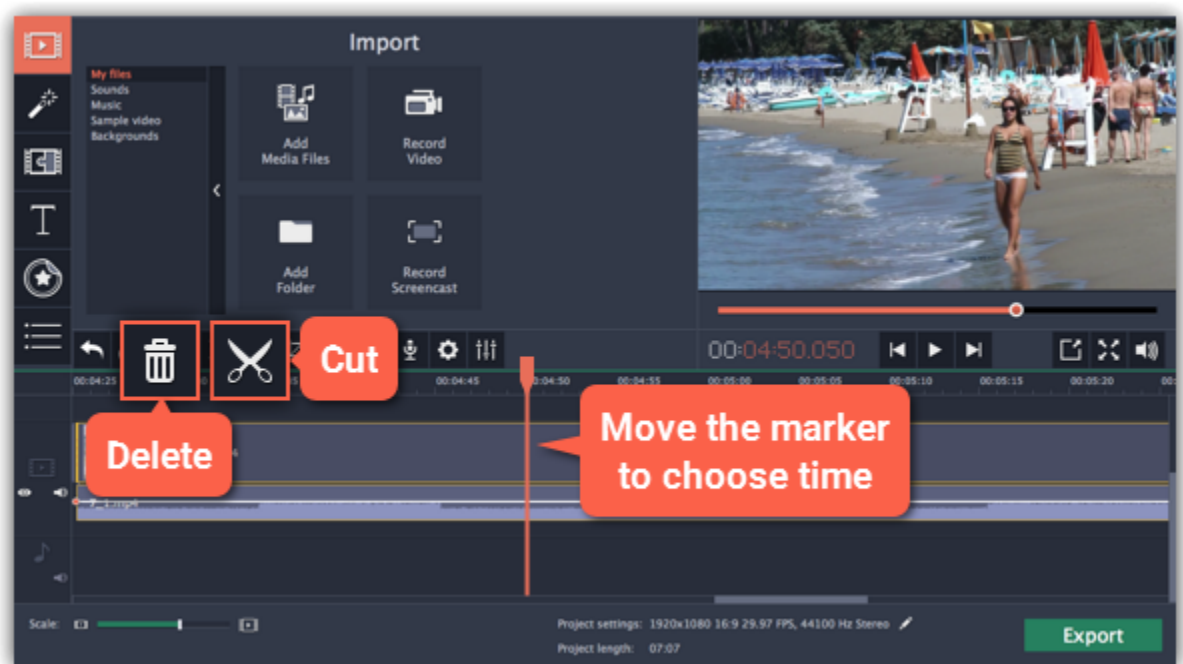 Import
My files
Sounds
Music
Sample video
Backgrounds
Add
Media Files
Record
Video
Add
Folder
Record
Screencast
T
Cut
00:04:50.050
00:04:25
00:04:45
00:04:50
00:04:55
00:05:00
00:05:05
00:05:10
00:05:15
00:05:20
Delete
Move the marker
to choose time
7_1.mp4
Scale:
Project settings: 1920x1080 16:9 29.97 FPS, 44100 Hz Stereo
Project length: 07:07
Export